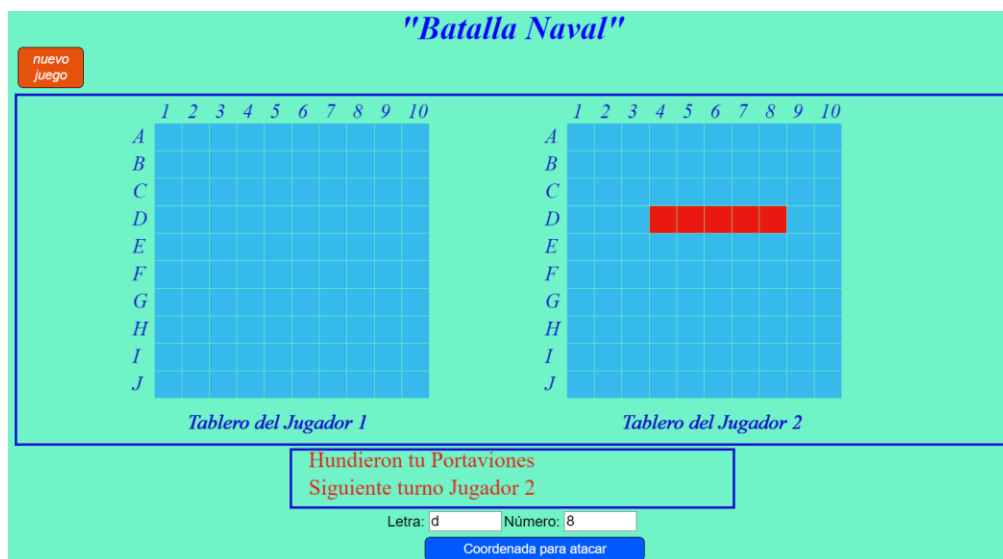 "Batalla Naval"
nuevo
juego
1 2 3 4 5 6 7 8 9 10
A
B
C
D
E
F
G
H
I
J
Tablero del Jugador 1
1 2 3 4 5 6 7 8 9 10
A
B
C
D
E
F
G
H
I
J
Tablero del Jugador 2
Hundieron tu Portaviones
Siguiente turno Jugador 2
Letra: d Número: 8
Coordenada para atacar